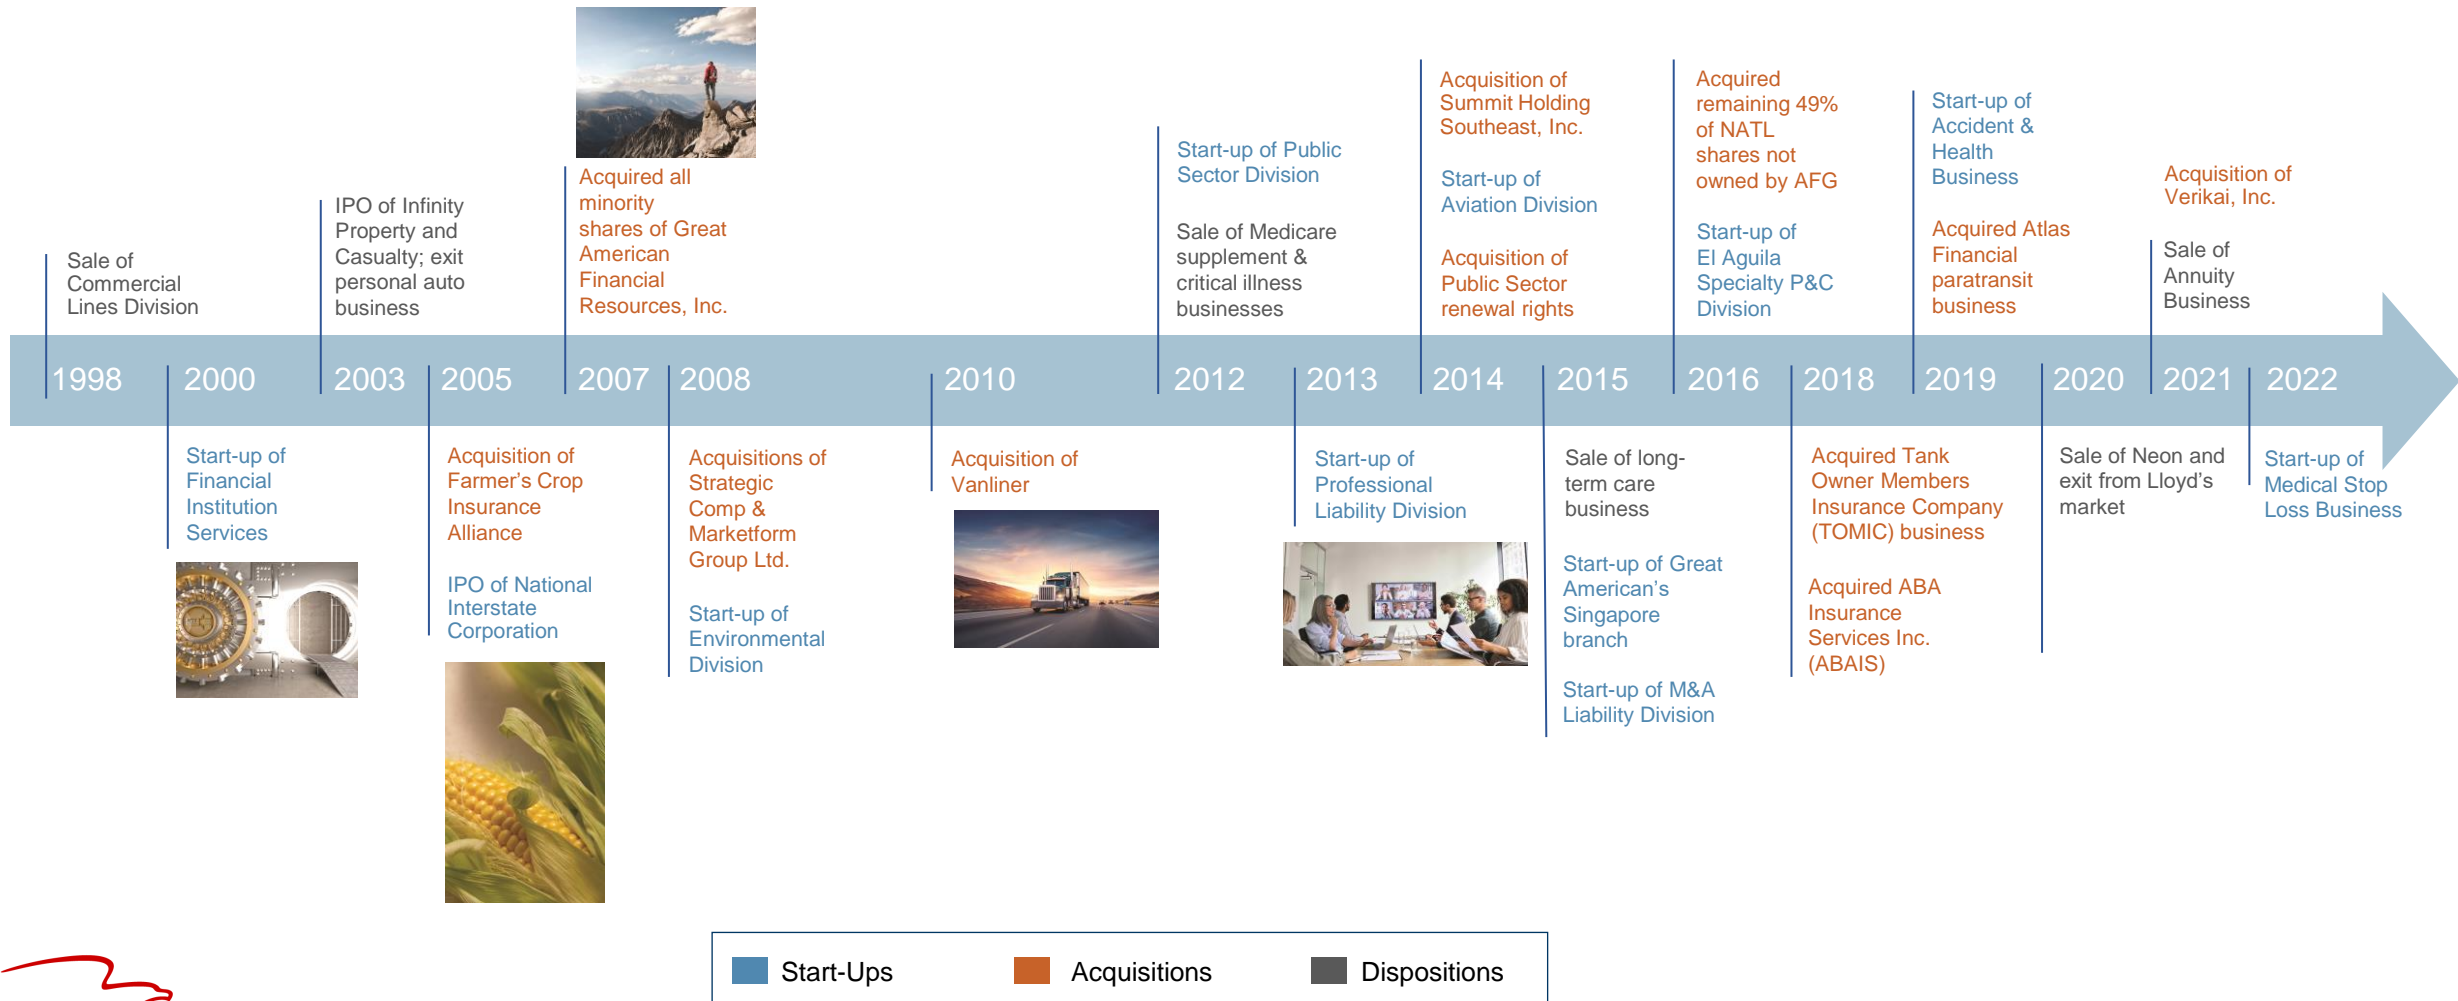 Sale of
Commercial
Lines Division
IPO of Infinity
Property and
Casualty; exit
personal auto
business
Acquired all
minority
shares of Great
American
Financial
Resources, Inc.
Start-up of Public
Sector Division
Sale of Medicare
supplement &
critical illness
businesses
Acquisition of
Summit Holding
Southeast, Inc.
Start-up of
Aviation Division
Acquisition of
Public Sector
renewal rights
Acquired
remaining 49%
of NATL
shares not
owned by AFG
Start-up of
El Aguila
Specialty P&C
Division
Start-up of
Accident &
Health
Business
Acquired Atlas
Financial
paratransit
business
Acquisition of
Verikai, Inc.
Sale of
Annuity
Business
1998 2000 2003 2005 2007 2008 2010 2012 2013 2014 2015 2016 2018 2019 2020 2021 2022
Start-up of
Financial
Institution
Services
Acquisition of
Farmer's Crop
Insurance
Alliance
IPO of National
Interstate
Corporation
Acquisitions of
Strategic
Comp &
Marketform
Group Ltd.
Start-up of
Environmental
Division
Acquisition of
Vanliner
Start-up of
Professional
Liability Division
Sale of long-
term care
business
Start-up of Great
American's
Singapore
branch
Start-up of M&A
Liability Division
Acquired Tank
Owner Members
Insurance Company
(TOMIC) business
Acquired ABA
Insurance
Services Inc.
(ABAIS)
Sale of Neon and
exit from Lloyd's
market
Start-up of
Medical Stop
Loss Business
Start-Ups Acquisitions Dispositions